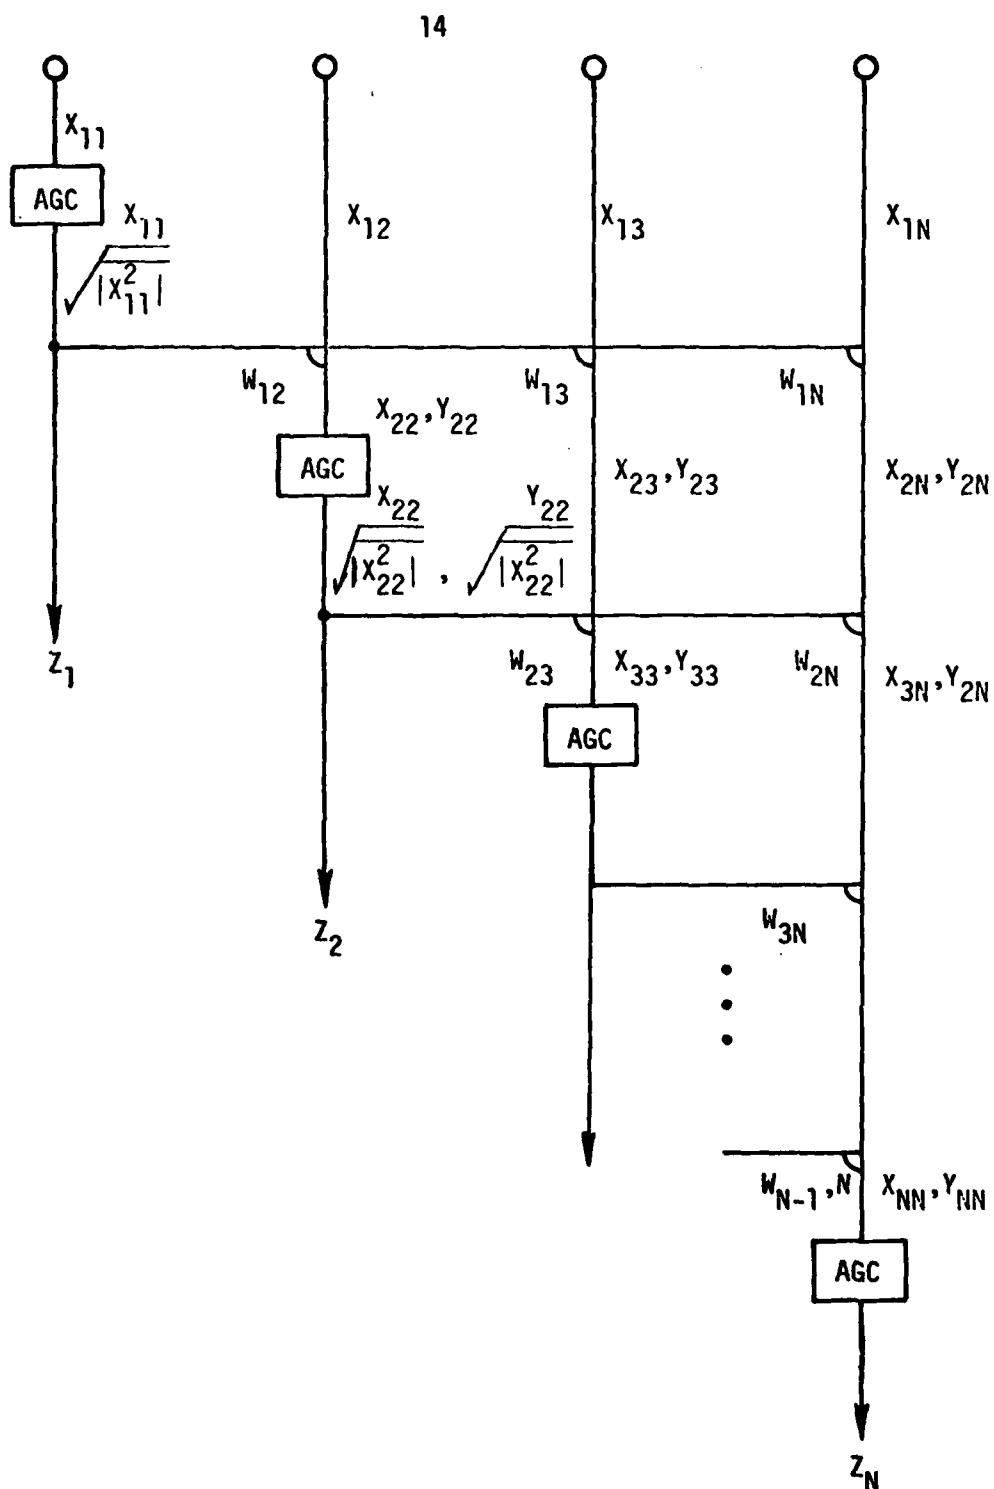 14
X11
AGC
X11
√|X²11|
X12
X13
X1N
W12
W13
W1N
X22,Y22
AGC
X23,Y23
X2N,Y2N
X22
√|X²22|
,
Y22
√|X²22|
Z1
W23
X33,Y33
W2N
X3N,Y2N
AGC
Z2
W3N
WN-1,N
XNN,YNN
AGC
ZN